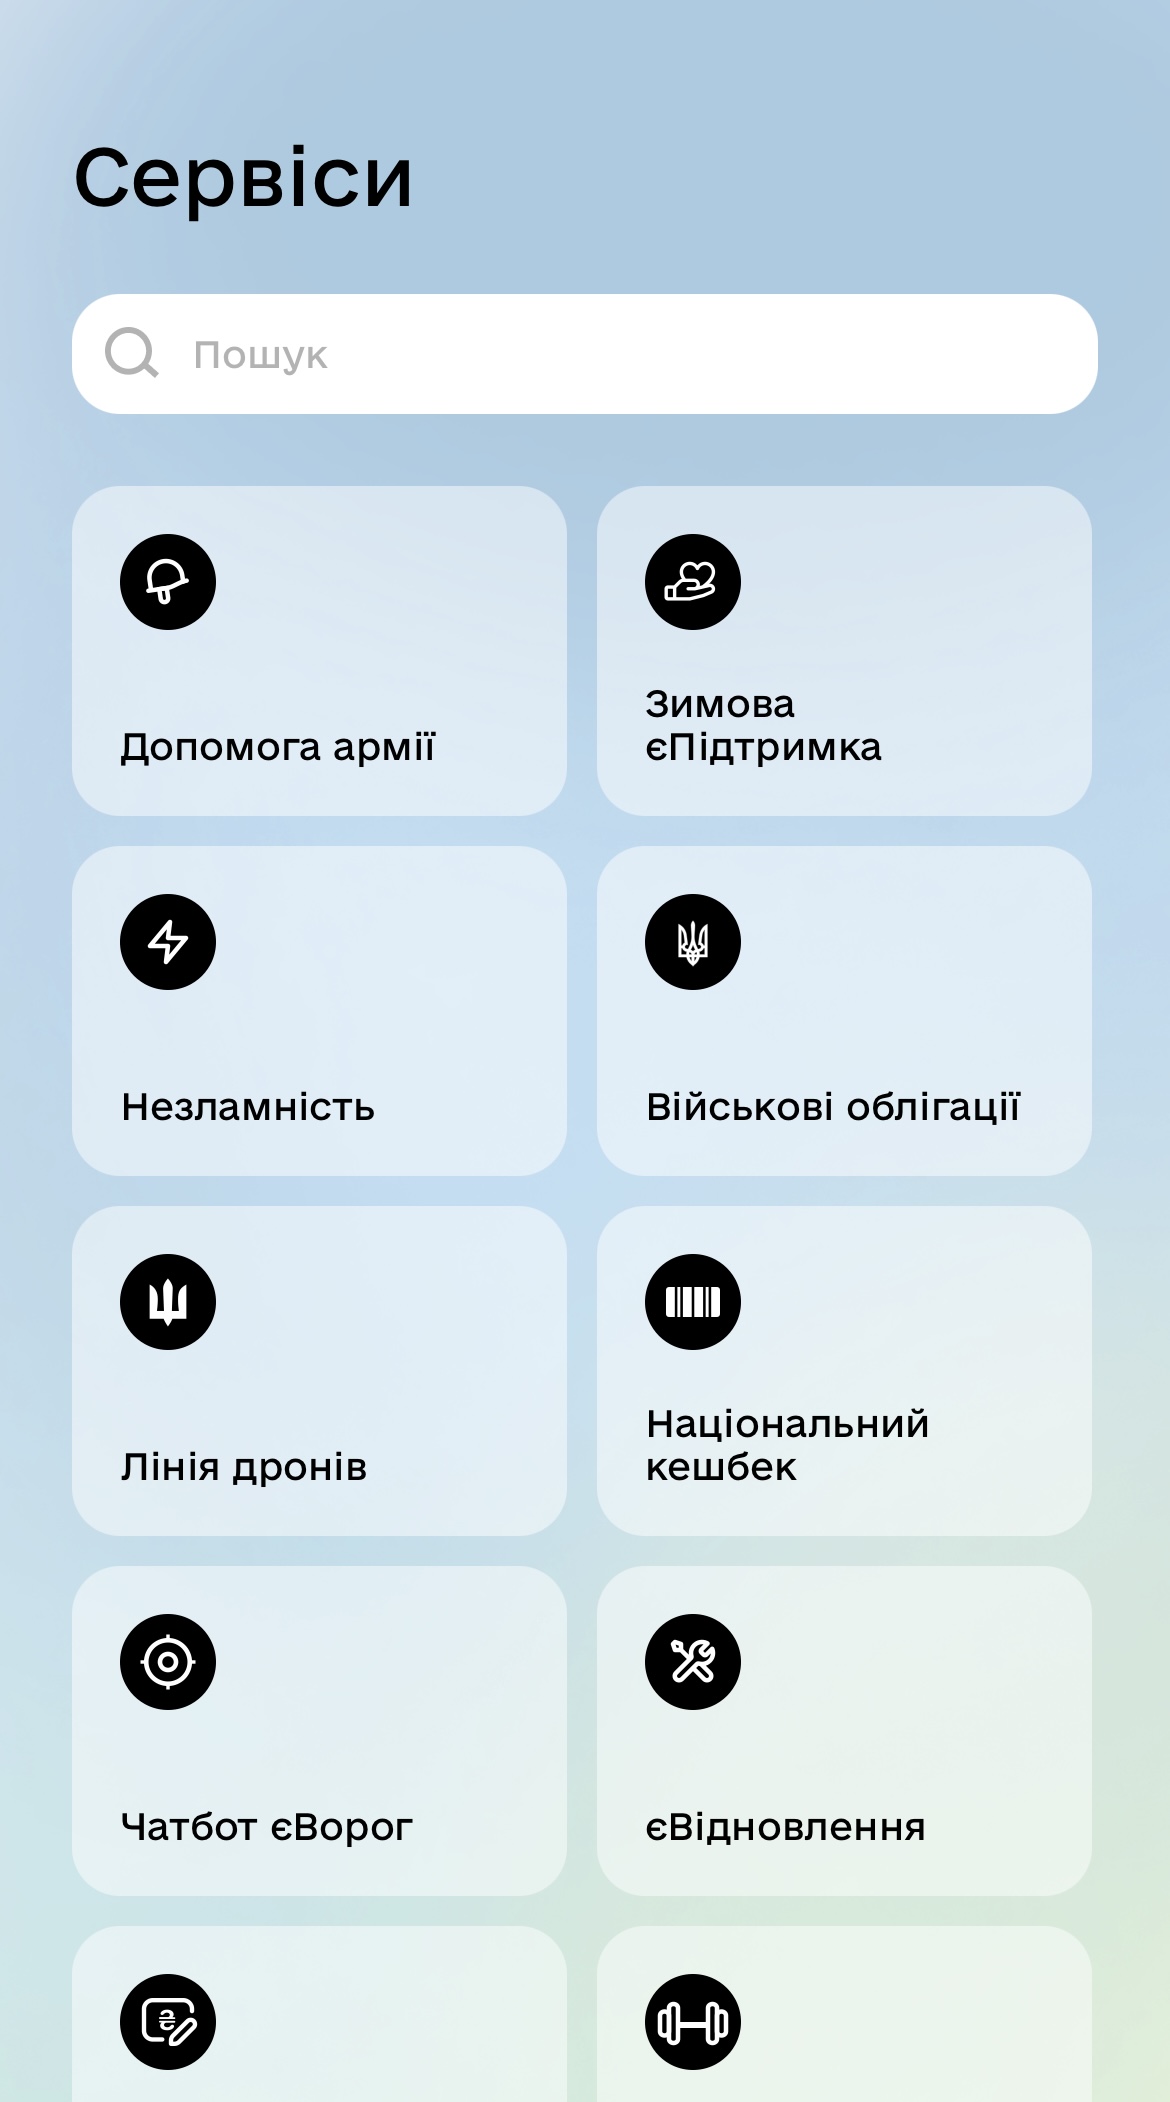 Сервіси
Пошук
Допомога армії
Зимова
єПідтримка
Незламність
Військові облігації
Лінія дронів
Національний
кешбек
Чатбот єВорог
єВідновлення
₴